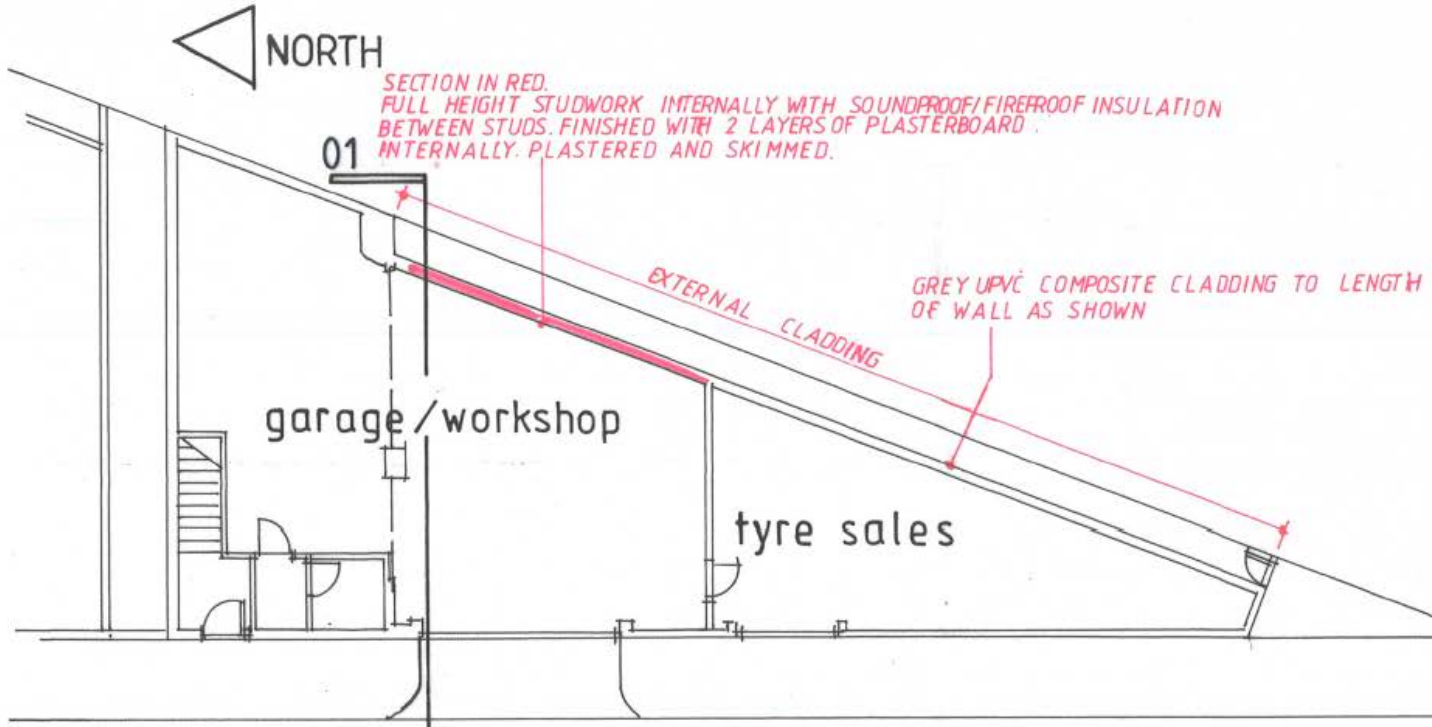 NORTH
SECTION IN RED.
FULL HEIGHT STUDWORK INTERNALLY WITH SOUNDPROOF/FIREPROOF INSULATION
BETWEEN STUDS. FINISHED WITH 2 LAYERS OF PLASTERBOARD.
INTERNALLY. PLASTERED AND SKIMMED.
01
EXTERNAL CLADDING
GREY UPVC COMPOSITE CLADDING TO LENGTH
OF WALL AS SHOWN
garage/workshop
tyre sales